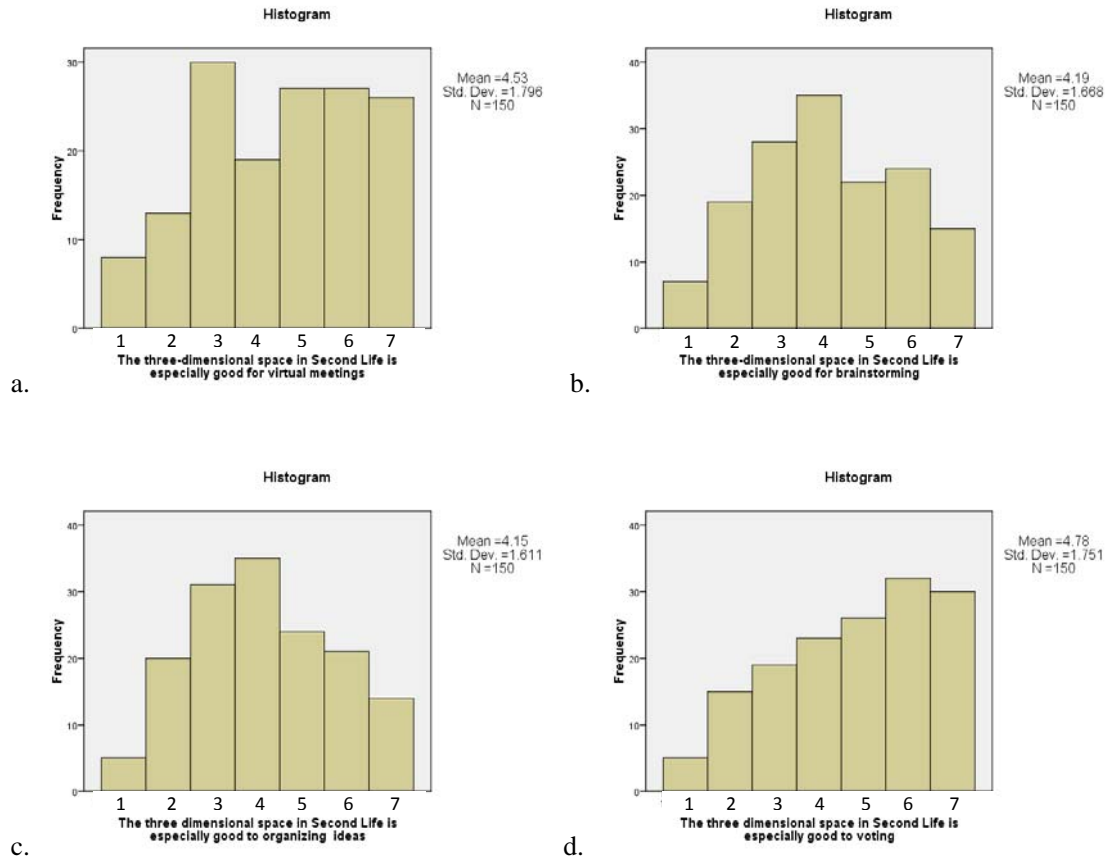 Histogram
30
20
10
0
Frequency
Mean =4.53
Std. Dev. =1.796
N =150
1 2 3 4 5 6 7
The three-dimensional space in Second Life is
especially good for virtual meetings
a.
Histogram
40
30
20
10
0
Frequency
Mean =4.19
Std. Dev. =1.668
N =150
1 2 3 4 5 6 7
The three-dimensional space in Second Life is
especially good for brainstorming
b.
Histogram
40
30
20
10
0
Frequency
Mean =4.15
Std. Dev. =1.611
N =150
1 2 3 4 5 6 7
The three dimensional space in Second Life is
especially good to organizing ideas
c.
Histogram
40
30
20
10
0
Frequency
Mean =4.78
Std. Dev. =1.751
N =150
1 2 3 4 5 6 7
The three dimensional space in Second Life is
especially good to voting
d.